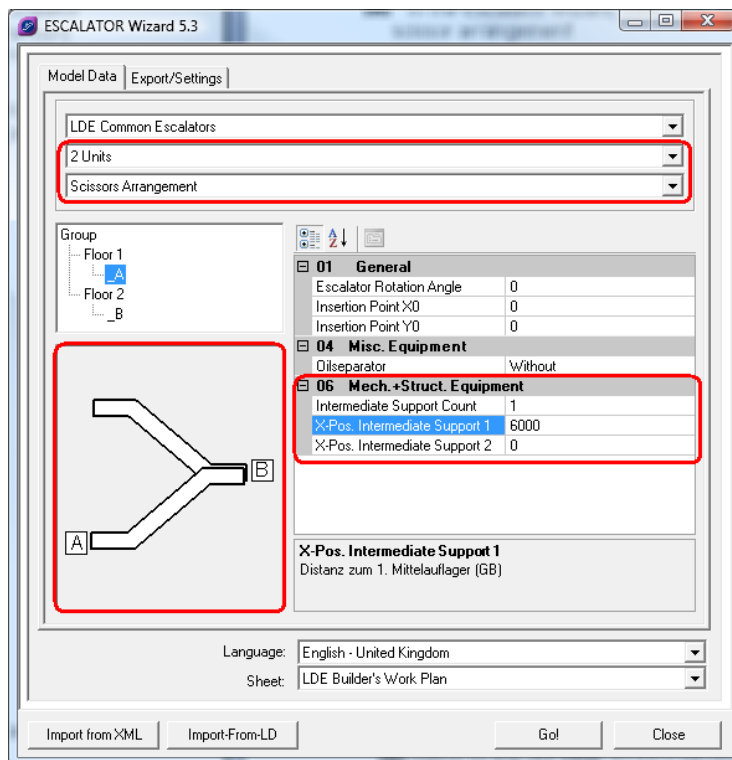 ESCALATOR Wizard 5.3
scissor arrangement
Model Data Export/Settings
LDE Common Escalators
2 Units
Scissors Arrangement
Group
Floor 1
_A
Floor 2
_B
01 General
Escalator Rotation Angle 0
Insertion Point X0 0
Insertion Point Y0 0
04 Misc. Equipment
Oilseparator Without
06 Mech.+Struct. Equipment
Intermediate Support Count 1
X-Pos. Intermediate Support 1 6000
X-Pos. Intermediate Support 2 0
B
A
X-Pos. Intermediate Support 1
Distanz zum 1. Mittelauflager (GB)
Language: English - United Kingdom
Sheet: LDE Builder's Work Plan
Import from XML Import-From-LD Go! Close